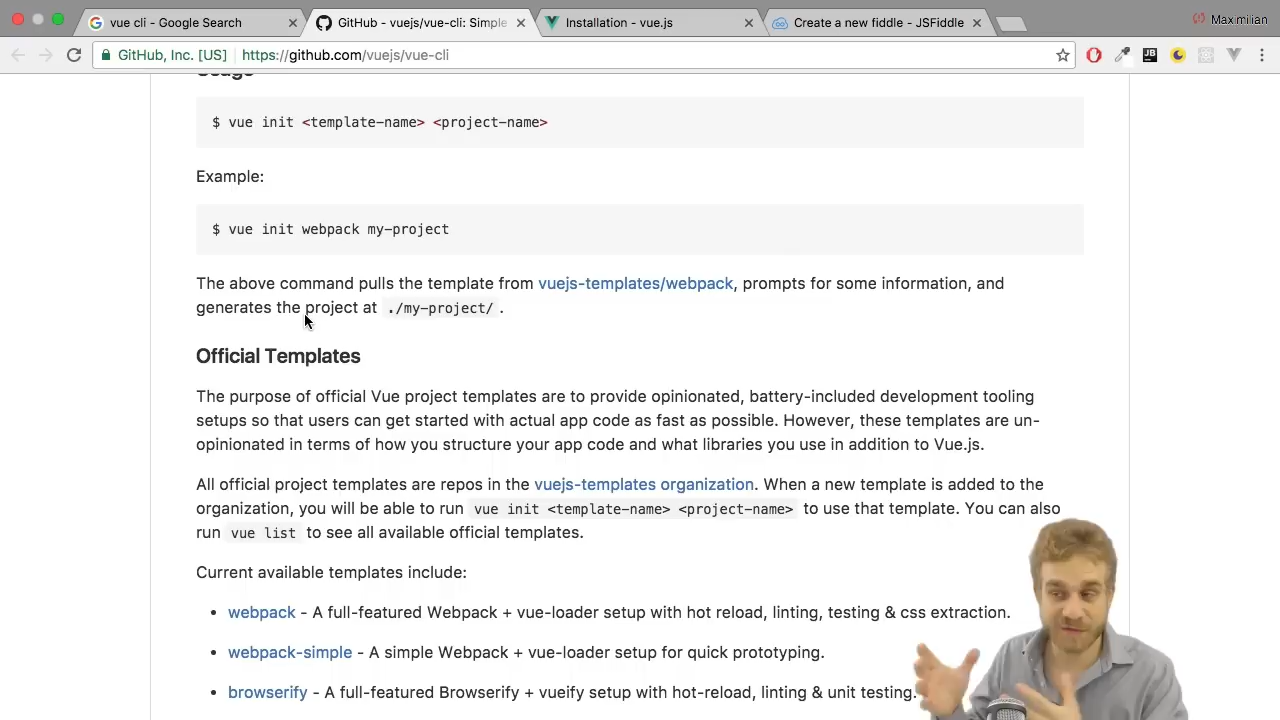 vue cli - Google Search
GitHub - vuejs/vue-cli: Simple
Installation - vue.js
Create a new fiddle - JSFiddle
Maximilian
GitHub, Inc. [US]
https://github.com/vuejs/vue-cli
JB
Usage
$ vue init <template-name> <project-name>
Example:
$ vue init webpack my-project
The above command pulls the template from vuejs-templates/webpack, prompts for some information, and
generates the project at ./my-project/ .
Official Templates
The purpose of official Vue project templates are to provide opinionated, battery-included development tooling
setups so that users can get started with actual app code as fast as possible. However, these templates are un-
opinionated in terms of how you structure your app code and what libraries you use in addition to Vue.js.
All official project templates are repos in the vuejs-templates organization. When a new template is added to the
organization, you will be able to run vue init <template-name> <project-name> to use that template. You can also
run vue list to see all available official templates.
Current available templates include:
• webpack - A full-featured Webpack + vue-loader setup with hot reload, linting, testing & css extraction.
• webpack-simple - A simple Webpack + vue-loader setup for quick prototyping.
• browserify - A full-featured Browserify + vueify setup with hot-reload, linting & unit testing.